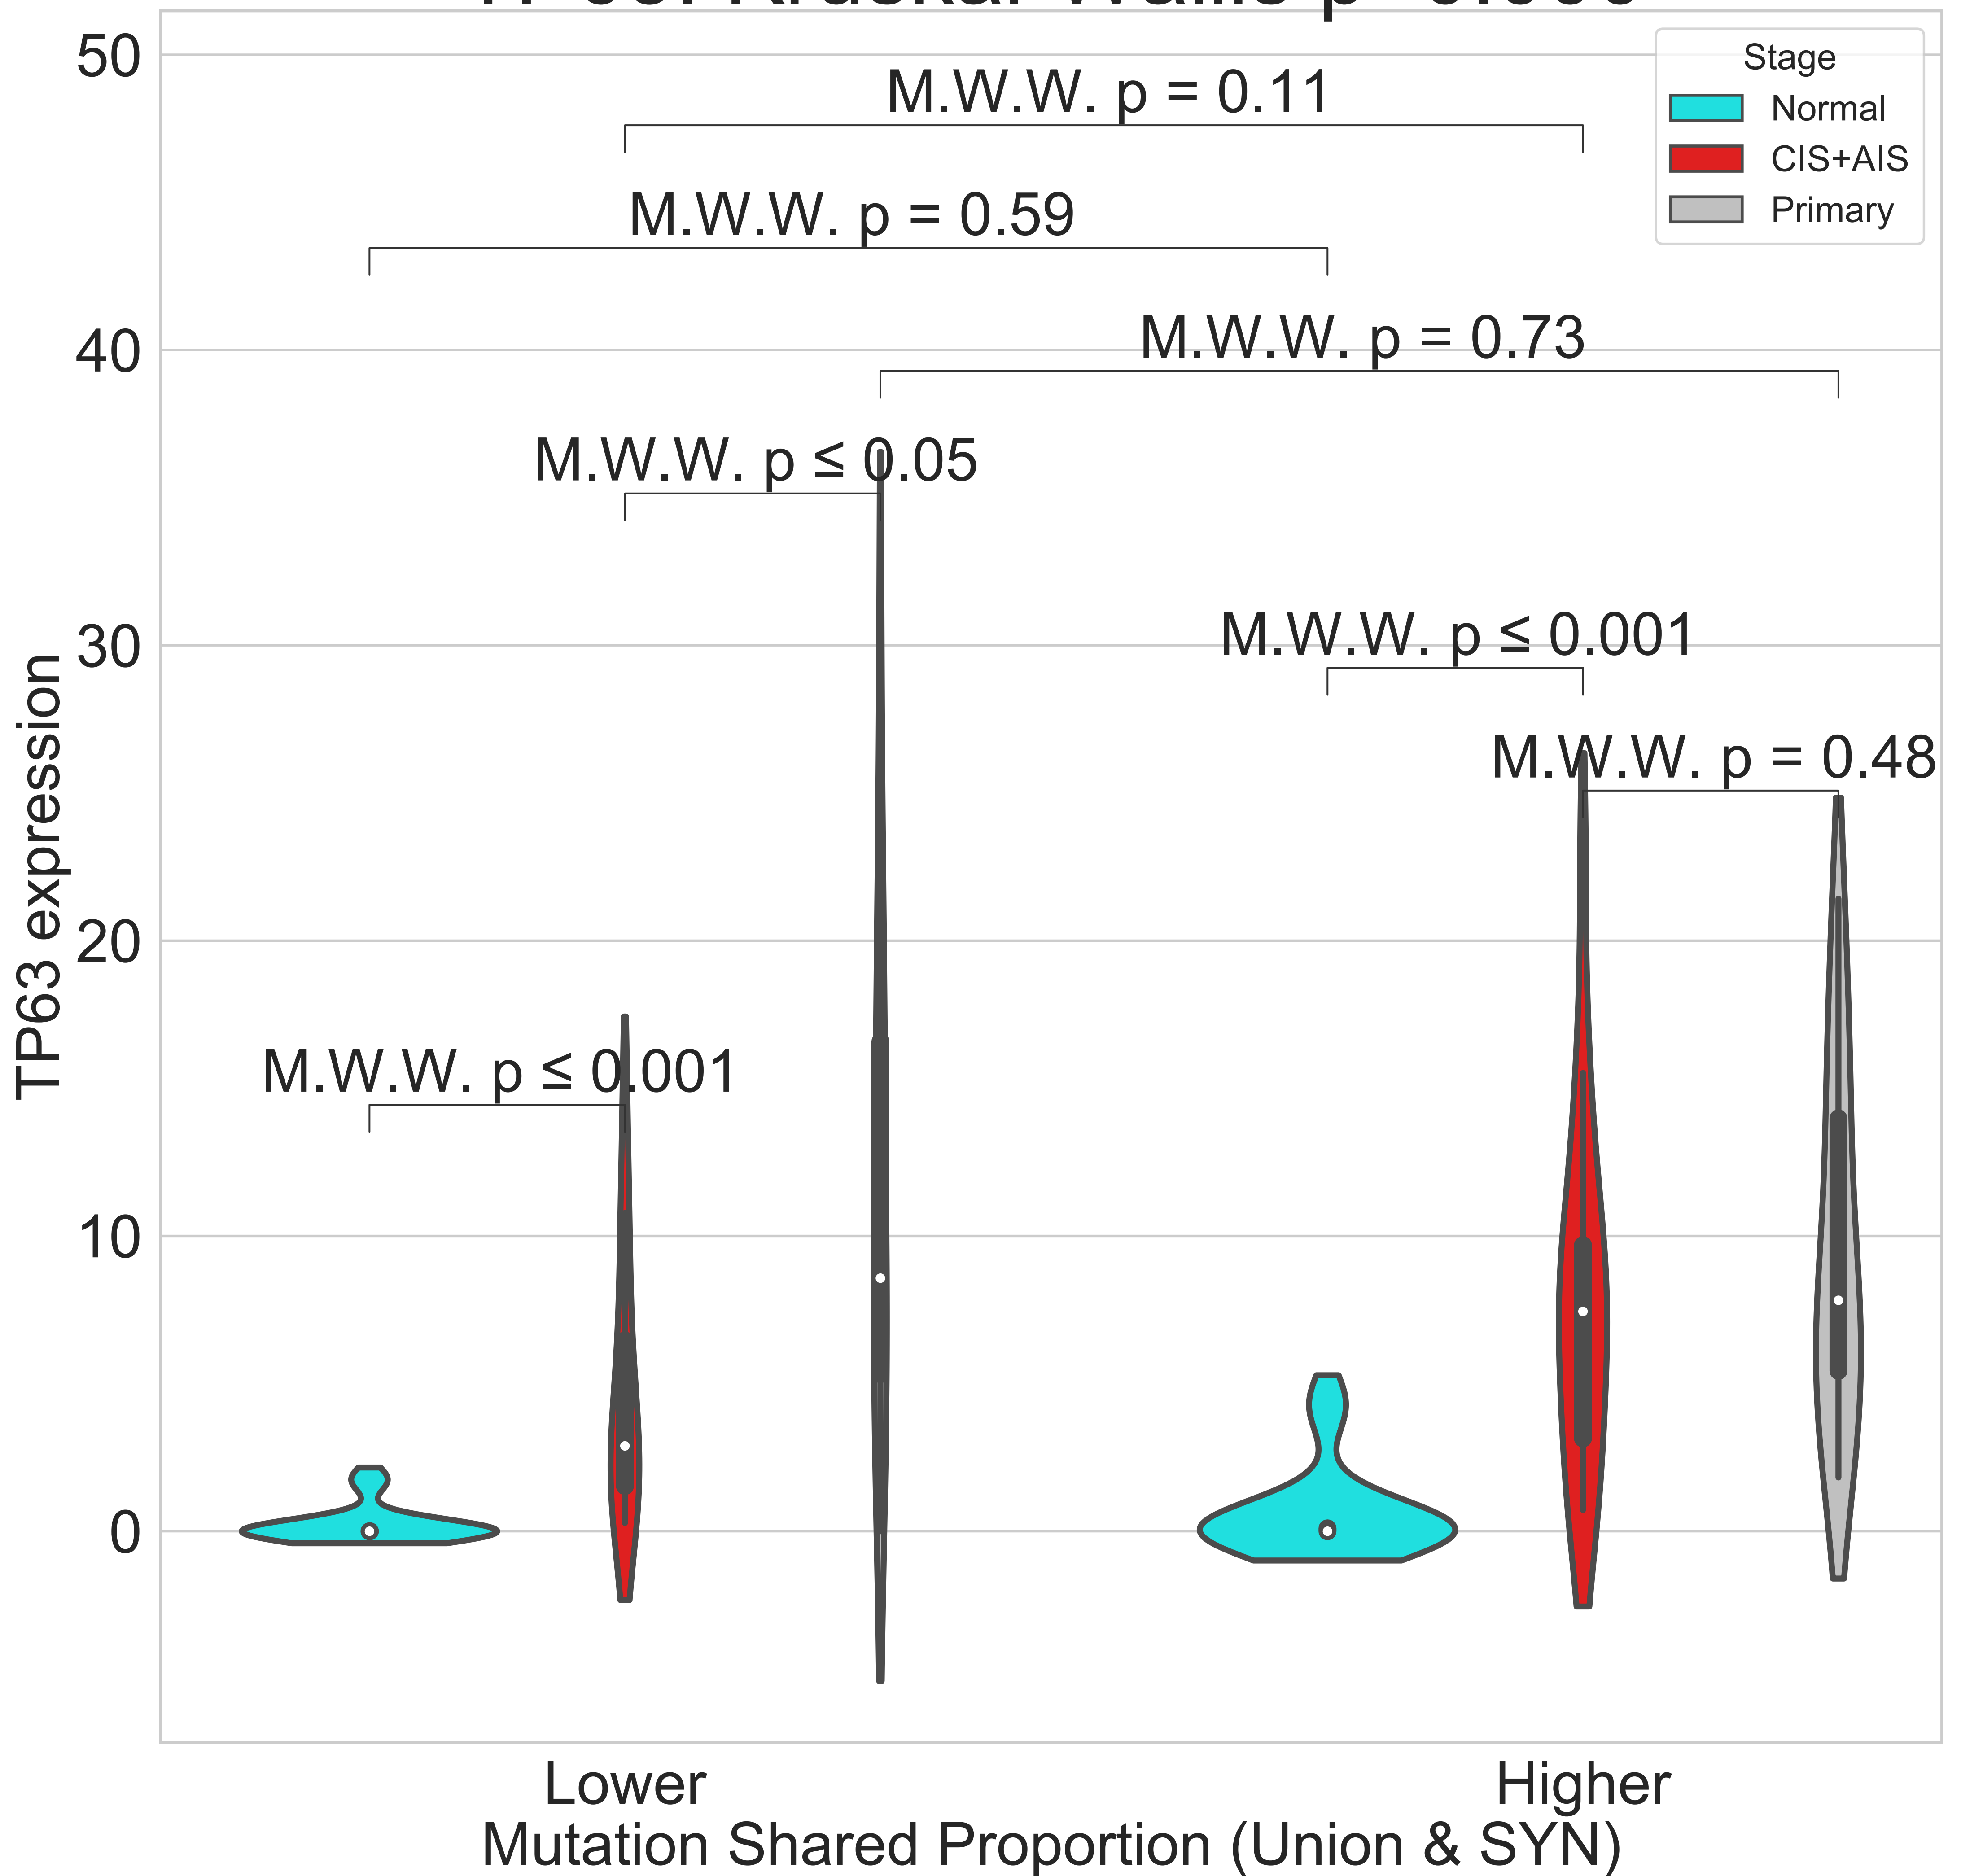 50
40
30
20
10
0
TP63 expression
M.W.W. p = 0.11
M.W.W. p = 0.59
M.W.W. p = 0.73
M.W.W. p ≤ 0.05
M.W.W. p ≤ 0.001
M.W.W. p = 0.48
M.W.W. p ≤ 0.001
Stage
Normal
CIS+AIS
Primary
Lower
Higher
Mutation Shared Proportion (Union & SYN)